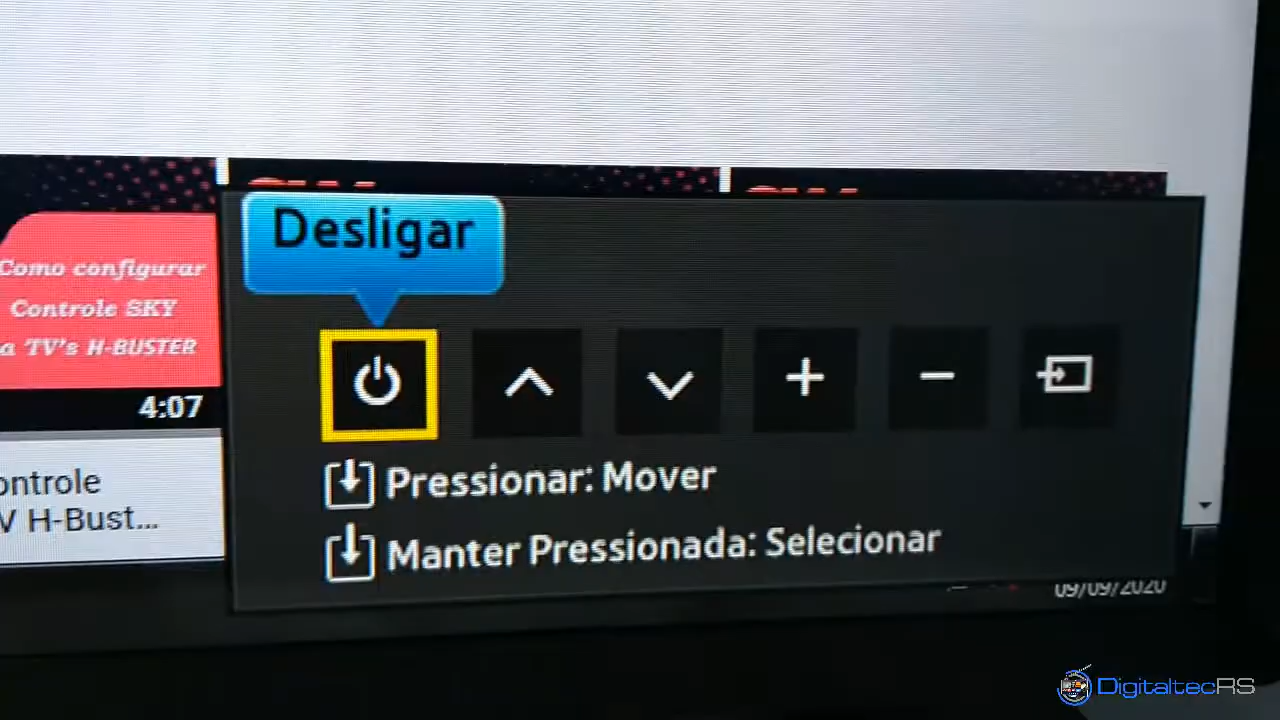 Desligar
Como configurar
Controle SKY
a TV's H-BUSTER
4:07
ontrole
V H-Bust...
Pressionar: Mover
Manter Pressionada: Selecionar
09/09/2020
DigitaltecRS